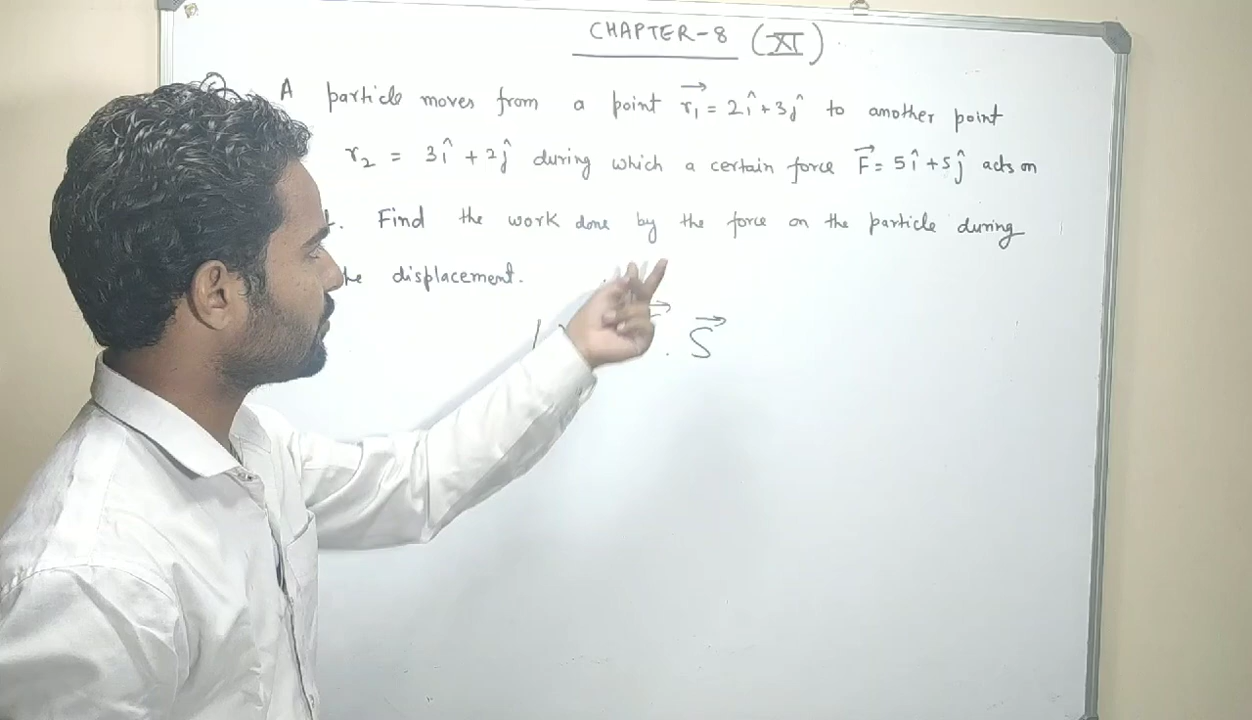 CHAPTER-8 (XI)
A particle moves from a point r₁⃗ = 2î + 3ĵ to another point
r₂ = 3î + 2ĵ during which a certain force F⃗ = 5î + 5ĵ acts on
Find the work done by the force on the particle during
displacement.
. S⃗